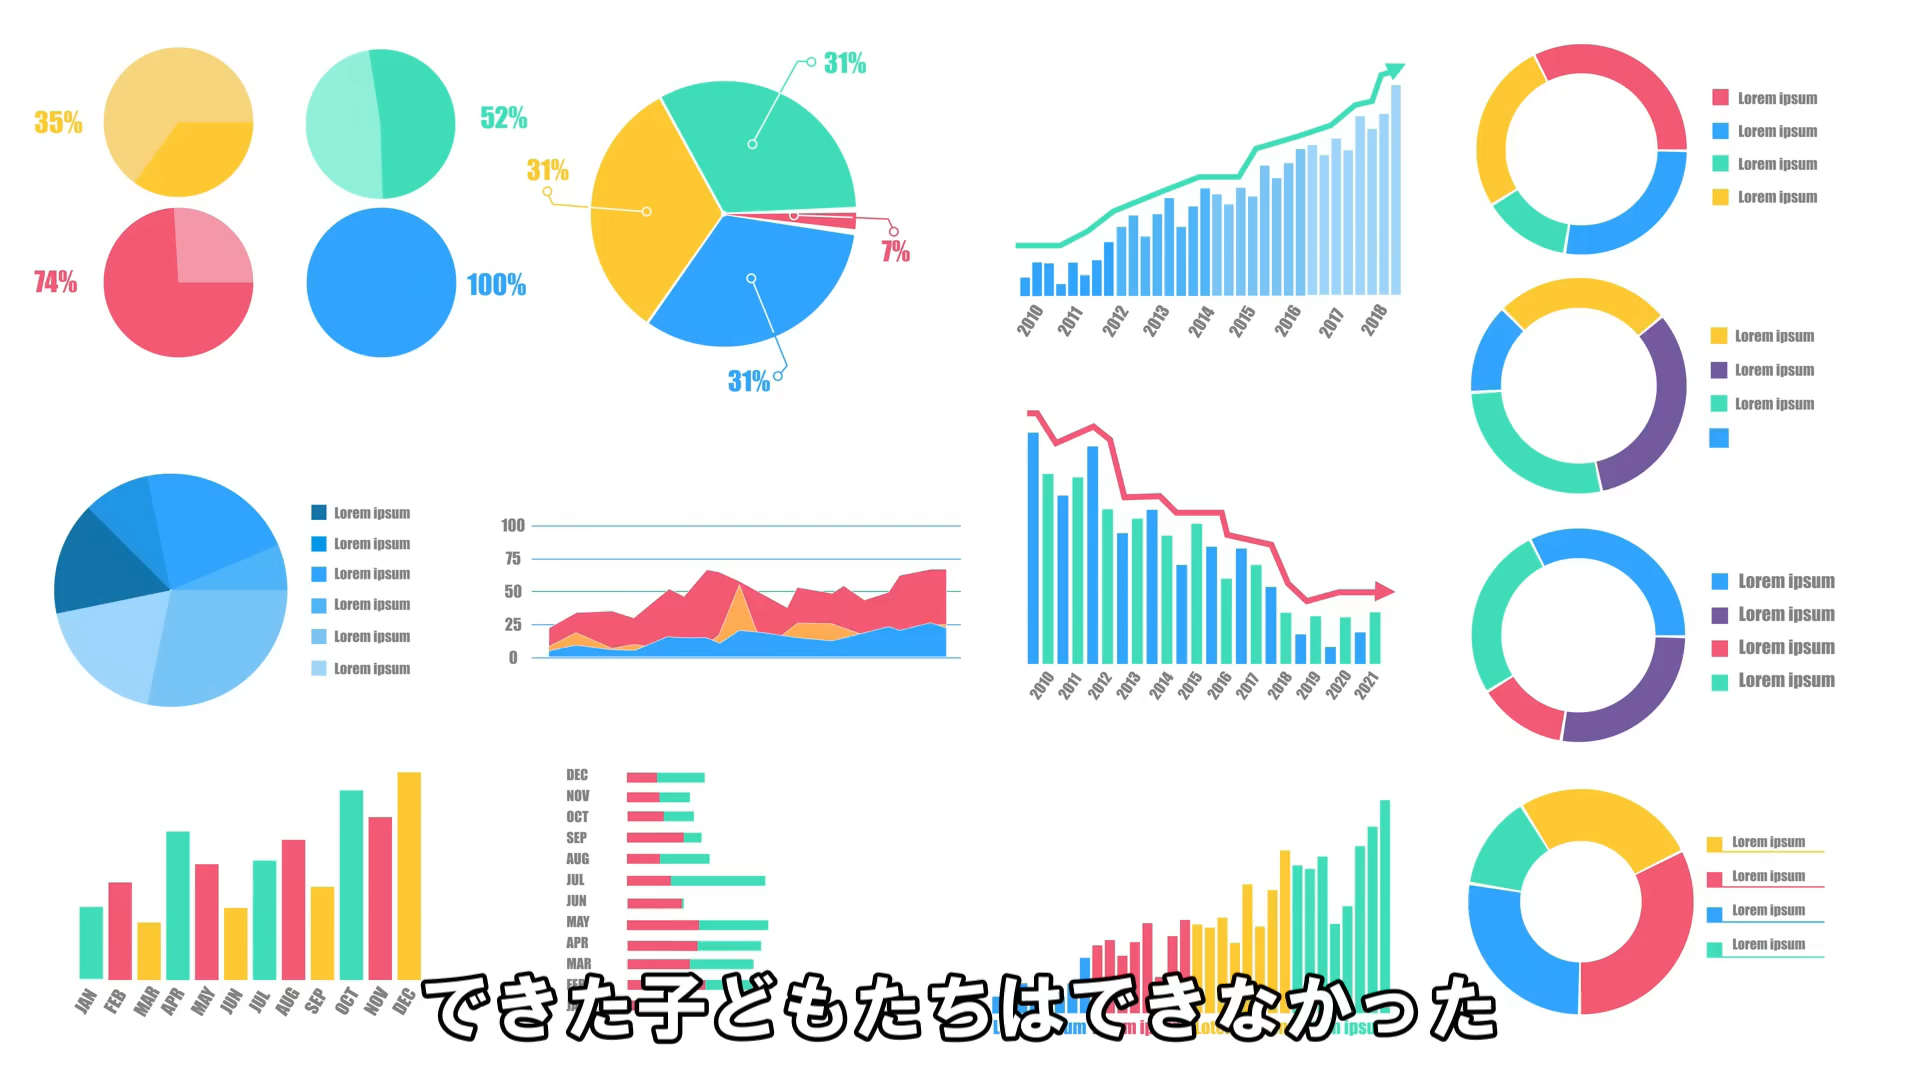 35%
52%
74%
100%
31%
31%
7%
31%
2010 2011 2012 2013 2014 2015 2016 2017 2018
Lorem ipsum
Lorem ipsum
Lorem ipsum
Lorem ipsum
Lorem ipsum
Lorem ipsum
Lorem ipsum
Lorem ipsum
Lorem ipsum
Lorem ipsum
Lorem ipsum
Lorem ipsum
Lorem ipsum
100
75
50
25
0
2010 2011 2012 2013 2014 2015 2016 2017 2018 2019 2020 2021
Lorem ipsum
Lorem ipsum
Lorem ipsum
Lorem ipsum
JAN FEB MAR APR MAY JUN JUL AUG SEP OCT NOV DEC
DEC
NOV
OCT
SEP
AUG
JUL
JUN
MAY
APR
MAR
FEB
Lorem ipsum
Lorem ipsum
Lorem ipsum
Lorem ipsum
できた子どもたちはできなかった